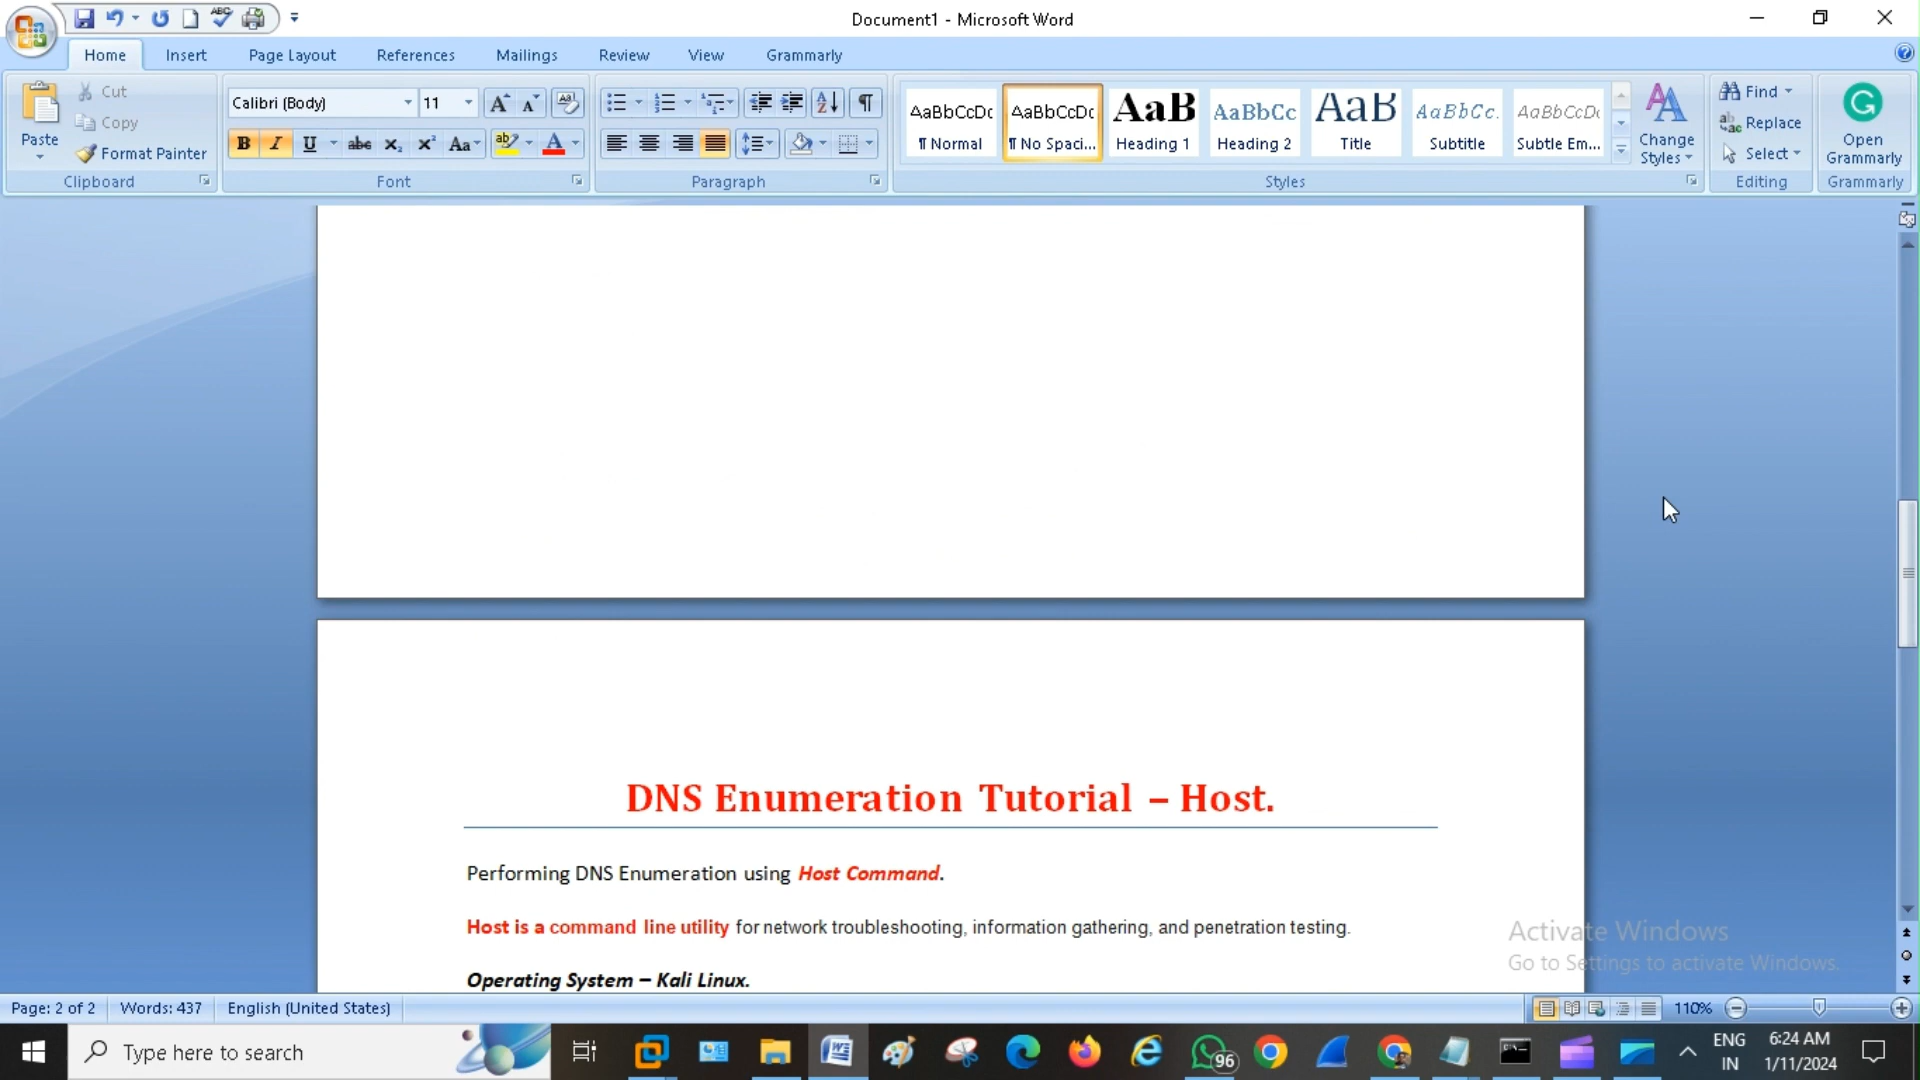 Document1 - Microsoft Word
Home Insert Page Layout References Mailings Review View Grammarly
Paste
Cut
Copy
Format Painter
Clipboard
Calibri (Body) 11
B I U abc X₂ X² Aa ab A
Font
Paragraph
AaBbCcDc AaBbCcDc AaB AaBbCc AaB AaBbCc. AaBbCcDc
¶ Normal ¶ No Spaci... Heading 1 Heading 2 Title Subtitle Subtle Em...
Styles
Change
Styles
Find
Replace
Select
Editing
Open
Grammarly
Grammarly
DNS Enumeration Tutorial – Host.
Performing DNS Enumeration using Host Command.
Host is a command line utility for network troubleshooting, information gathering, and penetration testing.
Operating System – Kali Linux.
Activate Windows
Go to Settings to activate Windows.
Page: 2 of 2 Words: 437 English (United States) 110%
Type here to search
96
ENG
IN
6:24 AM
1/11/2024